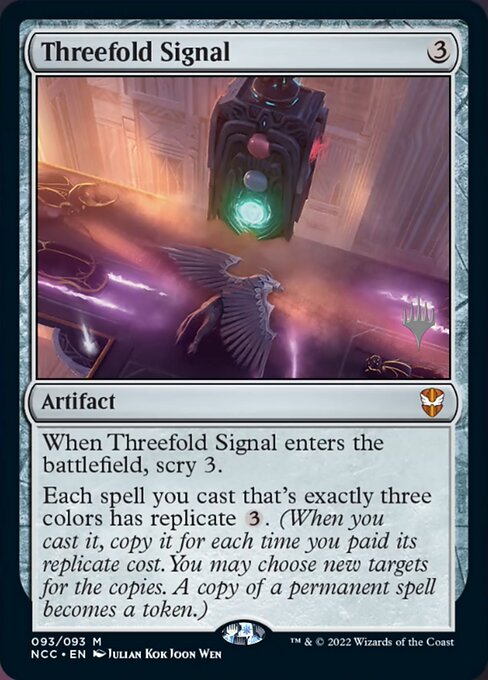 Threefold Signal 3
Artifact
When Threefold Signal enters the
battlefield, scry 3.
Each spell you cast that's exactly three
colors has replicate 3. (When you
cast it, copy it for each time you paid its
replicate cost. You may choose new targets
for the copies. A copy of a permanent spell
becomes a token.)
093/093 M
NCC • EN Julian Kok Joon Wen
™ & © 2022 Wizards of the Coast